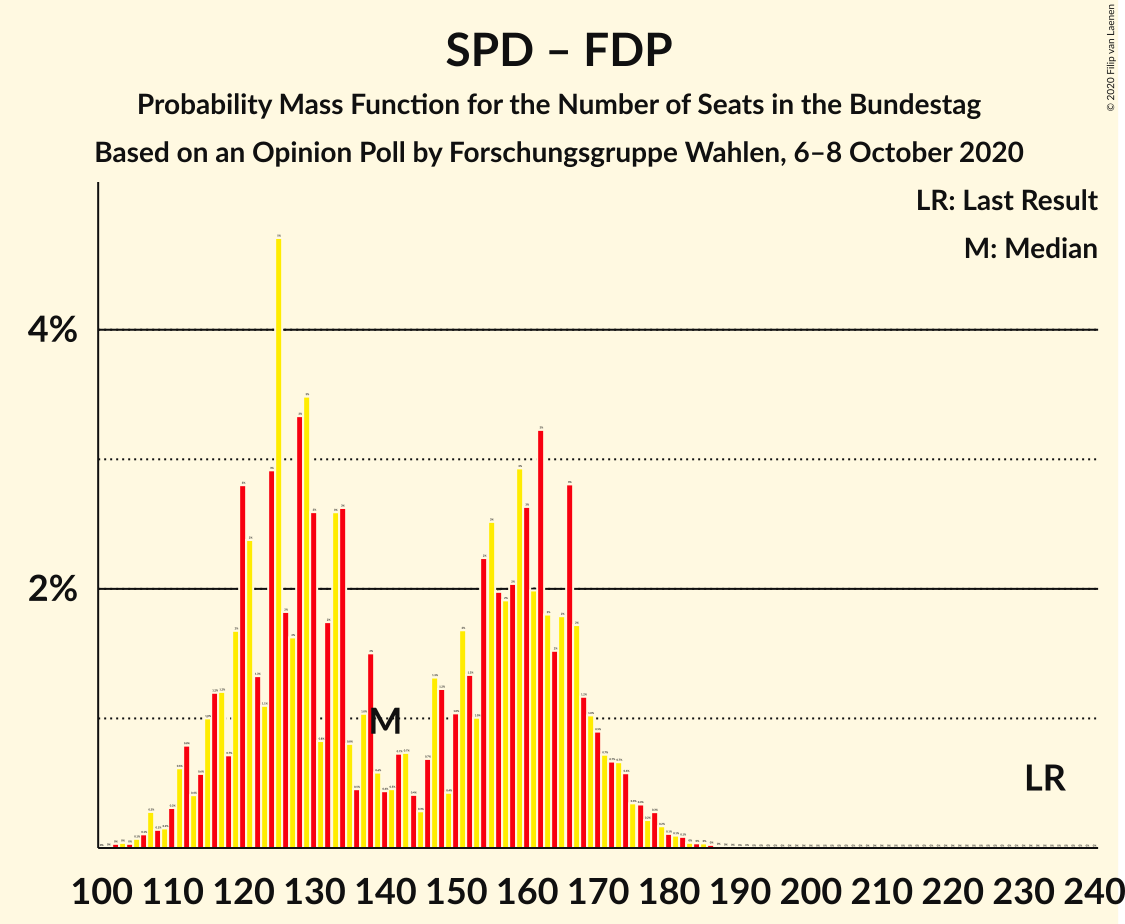 SPD – FDP
Probability Mass Function for the Number of Seats in the Bundestag
Based on an Opinion Poll by Forschungsgruppe Wahlen, 6–8 October 2020
© 2020 Filip van Laenen
LR: Last Result
M: Median
4%
2%
M
LR
100 110 120 130 140 150 160 170 180 190 200 210 220 230 240